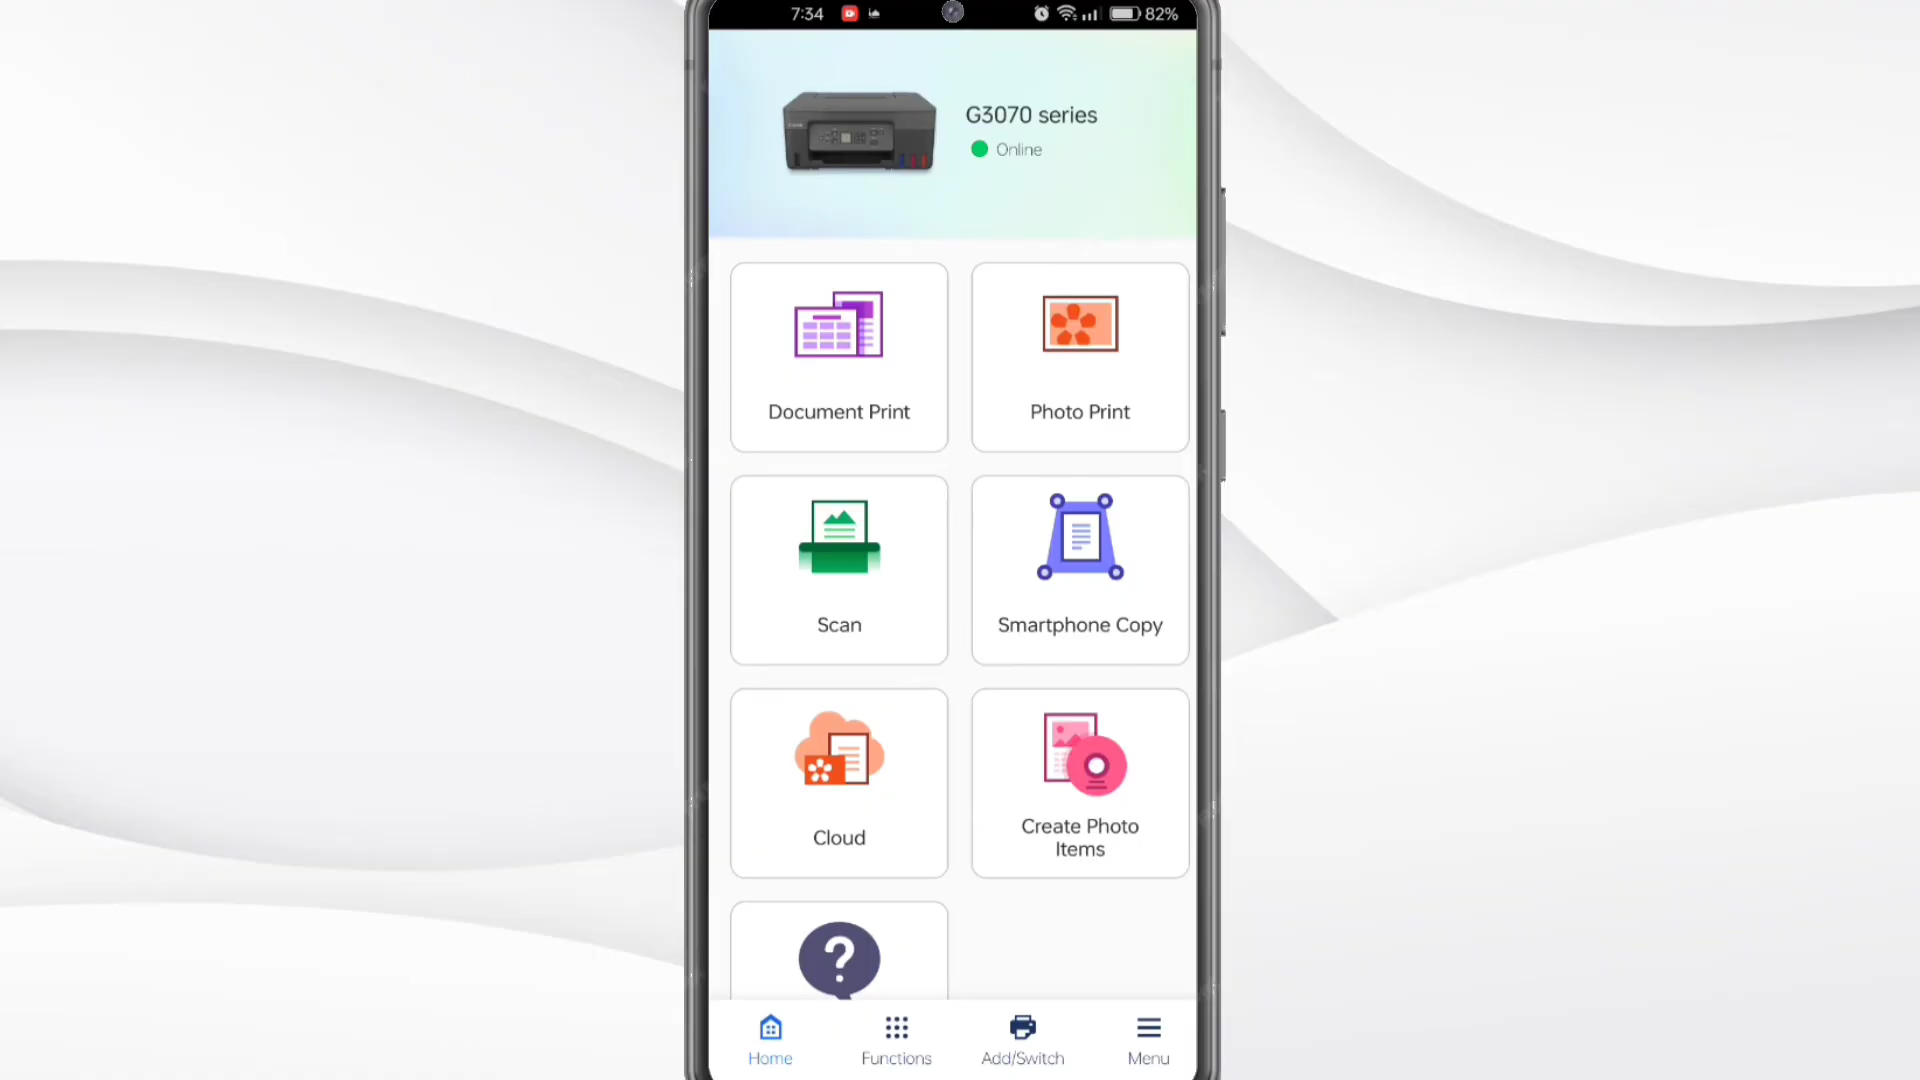 7:34
82%
G3070 series
Online
Document Print
Photo Print
Scan
Smartphone Copy
Cloud
Create Photo
Items
?
Home
Functions
Add/Switch
Menu